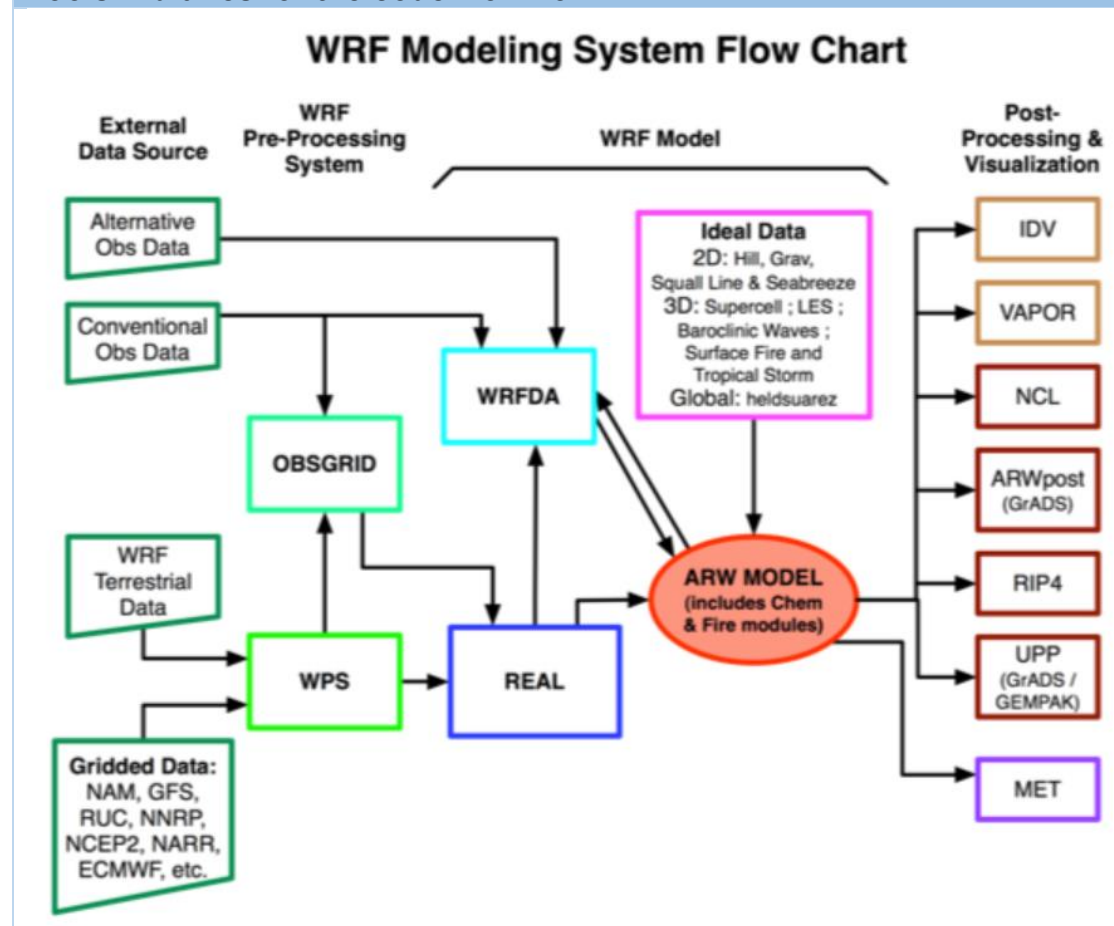 WRF Modeling System Flow Chart
External
Data Source
WRF
Pre-Processing
System
WRF Model
Post-
Processing &
Visualization
Alternative
Obs Data
Conventional
Obs Data
WRF
Terrestrial
Data
Gridded Data:
NAM, GFS,
RUC, NNRP,
NCEP2, NARR,
ECMWF, etc.
OBSGRID
WPS
WRFDA
REAL
Ideal Data
2D: Hill, Grav,
Squall Line & Seabreeze
3D: Supercell ; LES ;
Baroclinic Waves ;
Surface Fire and
Tropical Storm
Global: heldsuarez
ARW MODEL
(includes Chem
& Fire modules)
IDV
VAPOR
NCL
ARWpost
(GrADS)
RIP4
UPP
(GrADS /
GEMPAK)
MET